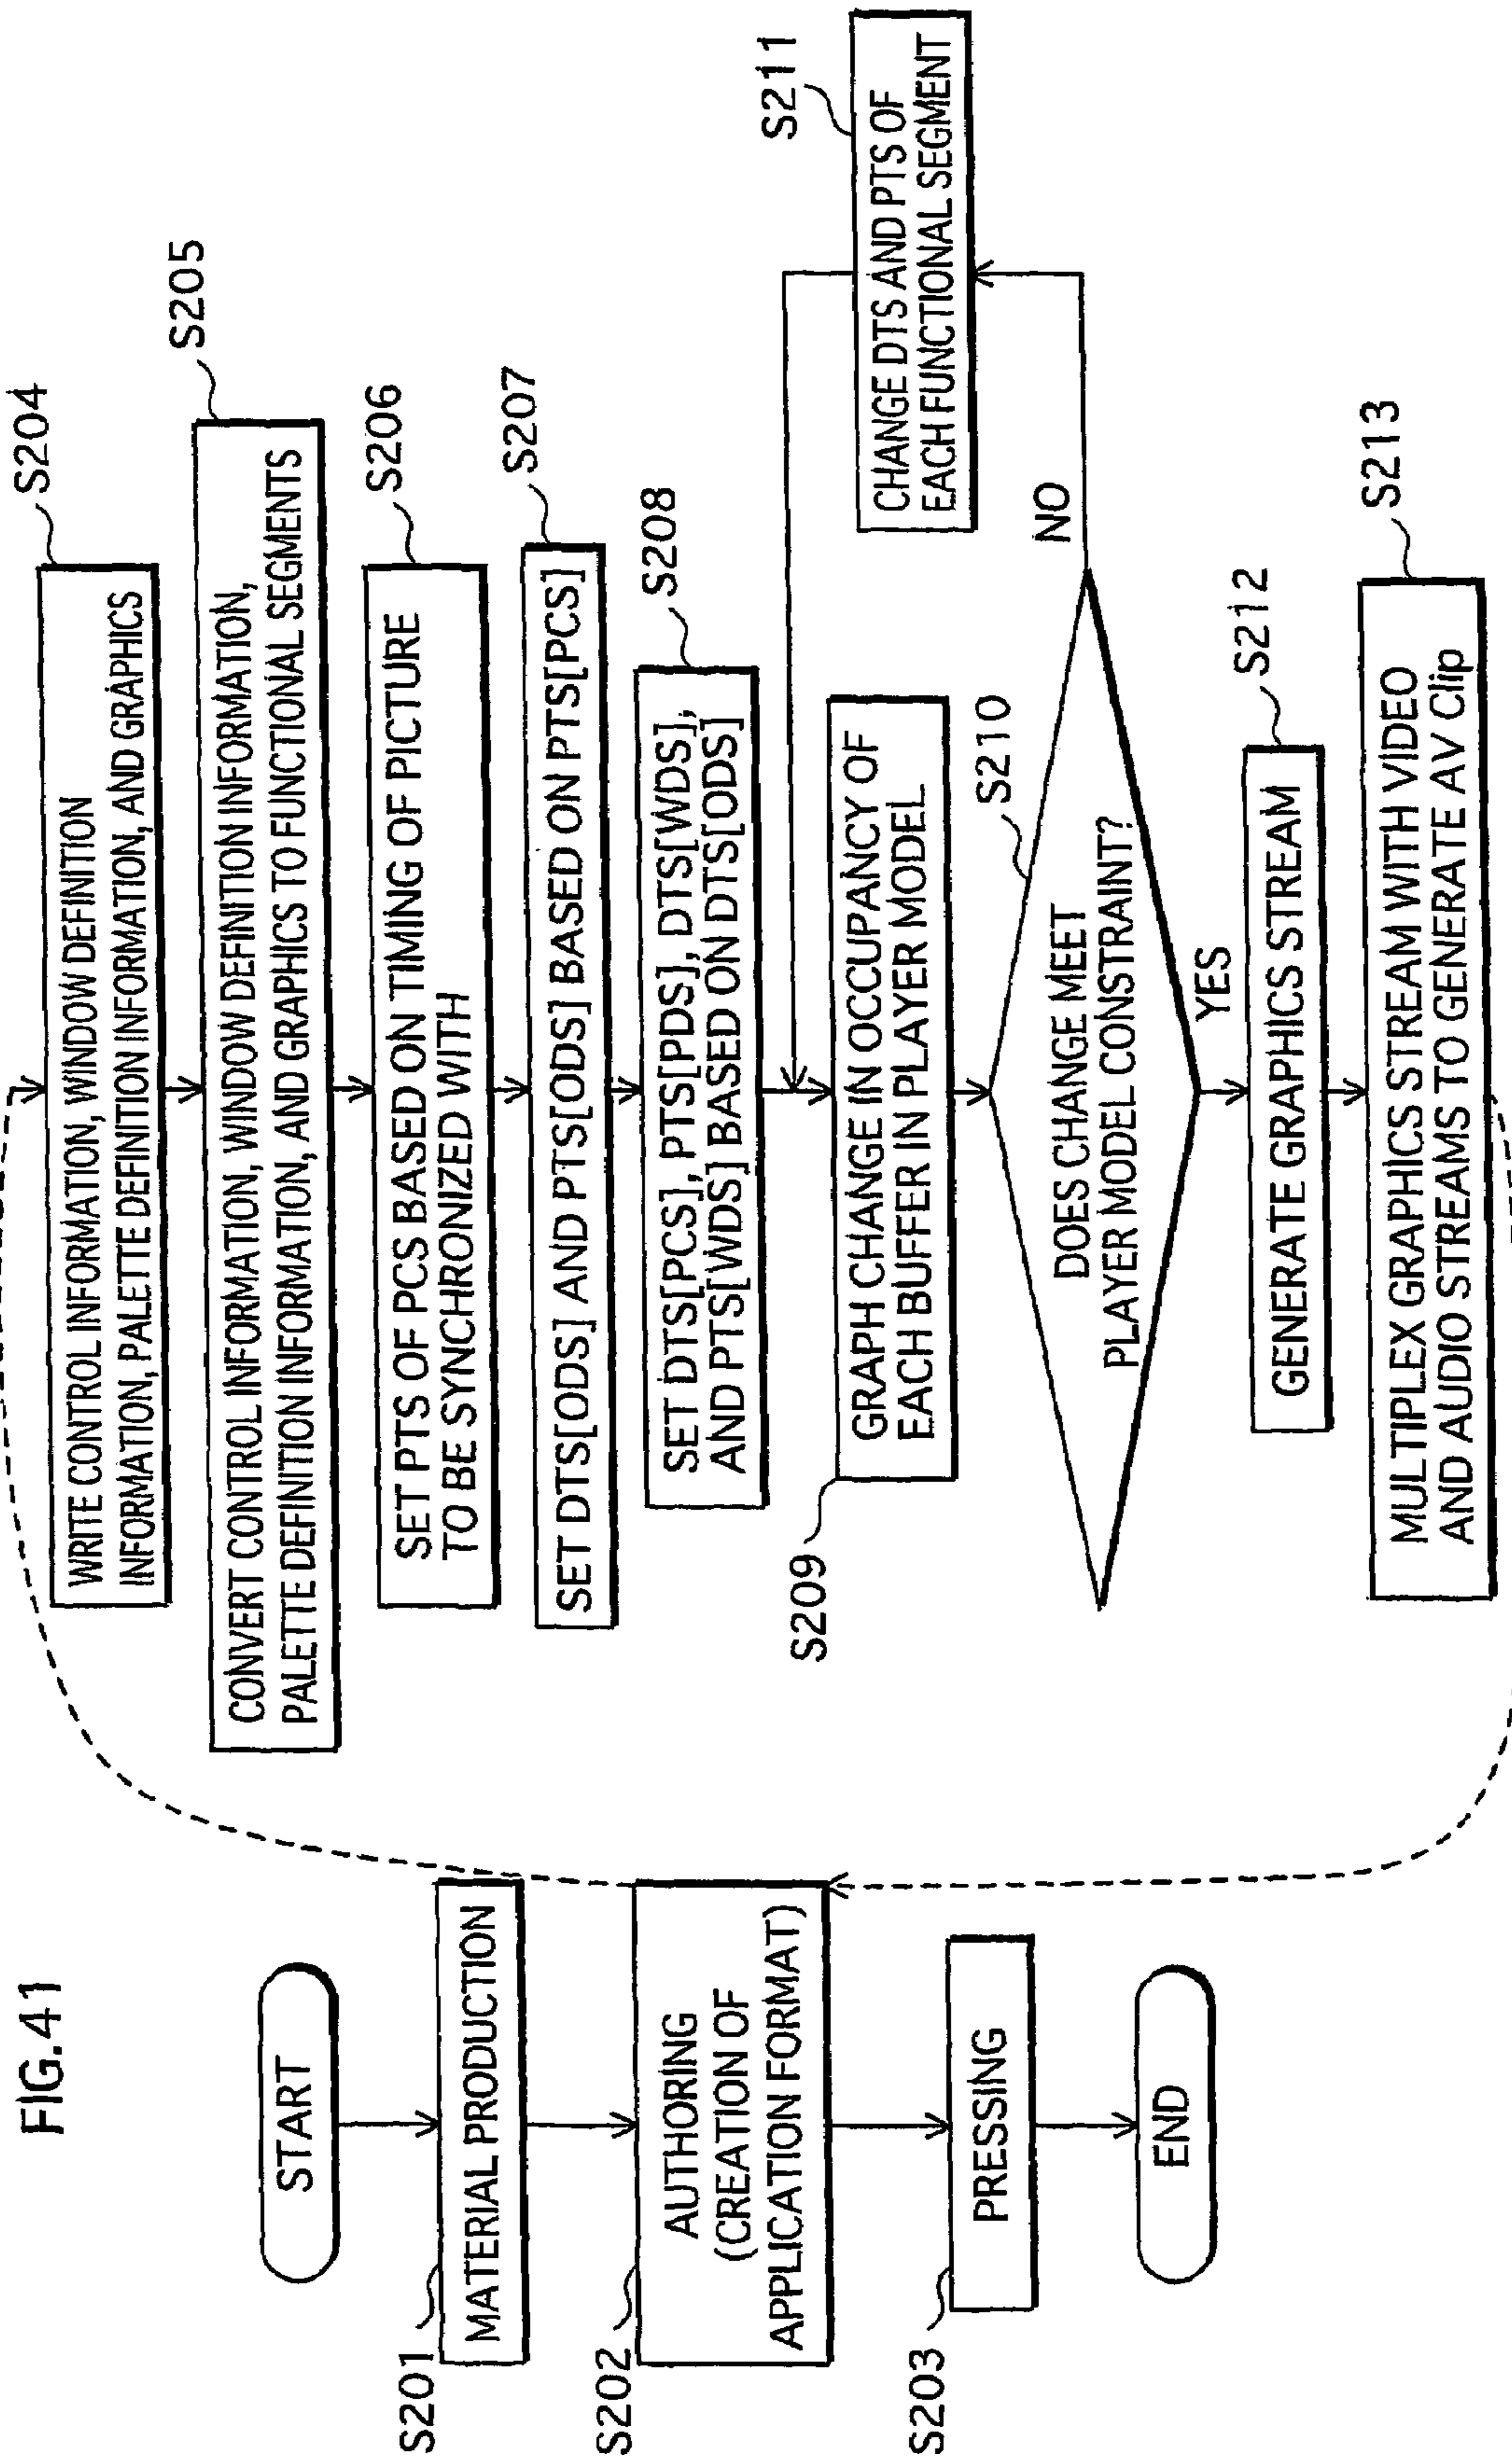 FIG.41
START
S201
MATERIAL PRODUCTION
S202
AUTHORING
(CREATION OF
APPLICATION FORMAT)
S203
PRESSING
END
S204
WRITE CONTROL INFORMATION, WINDOW DEFINITION
INFORMATION, PALETTE DEFINITION INFORMATION, AND GRAPHICS
S205
CONVERT CONTROL INFORMATION, WINDOW DEFINITION INFORMATION,
PALETTE DEFINITION INFORMATION, AND GRAPHICS TO FUNCTIONAL SEGMENTS
S206
SET PTS OF PCS BASED ON TIMING OF PICTURE
TO BE SYNCHRONIZED WITH
S207
SET DTS[ODS] AND PTS[ODS] BASED ON PTS[PCS]
S208
SET DTS[PCS], PTS[PDS], DTS[WDS],
AND PTS[WDS] BASED ON DTS[ODS]
S209
GRAPH CHANGE IN OCCUPANCY OF
EACH BUFFER IN PLAYER MODEL
S210
DOES CHANGE MEET
PLAYER MODEL CONSTRAINT?
NO
S211
CHANGE DTS AND PTS OF
EACH FUNCTIONAL SEGMENT
YES
S212
GENERATE GRAPHICS STREAM
S213
MULTIPLEX GRAPHICS STREAM WITH VIDEO
AND AUDIO STREAMS TO GENERATE AV Clip